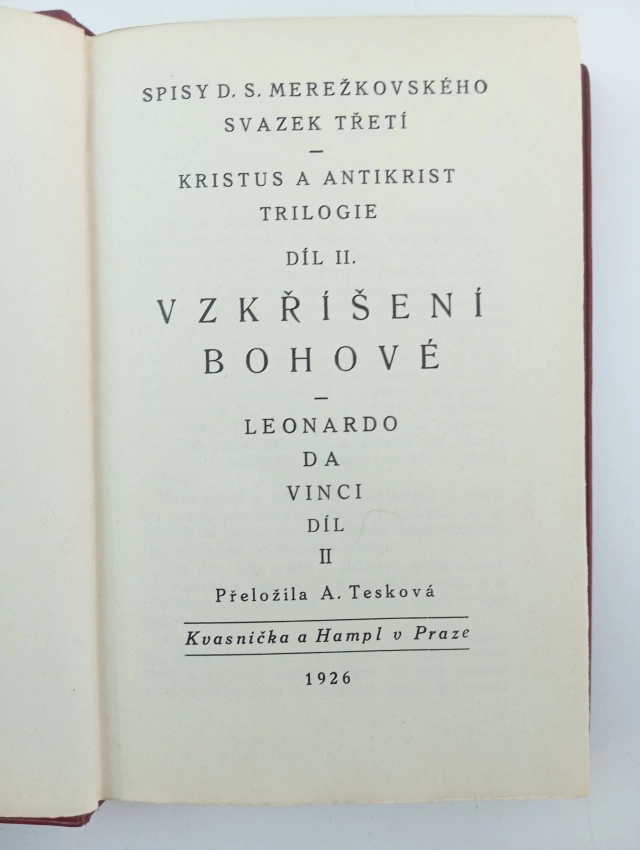 SPISY D. S. MEREŽKOVSKÉHO
SVAZEK TŘETÍ
—
KRISTUS A ANTIKRIST
TRILOGIE
DÍL II.
VZKŘÍŠENÍ
BOHOVÉ
—
LEONARDO
DA
VINCI
DÍL
II
Přeložila A. Tesková
Kvasnička a Hampl v Praze
1926